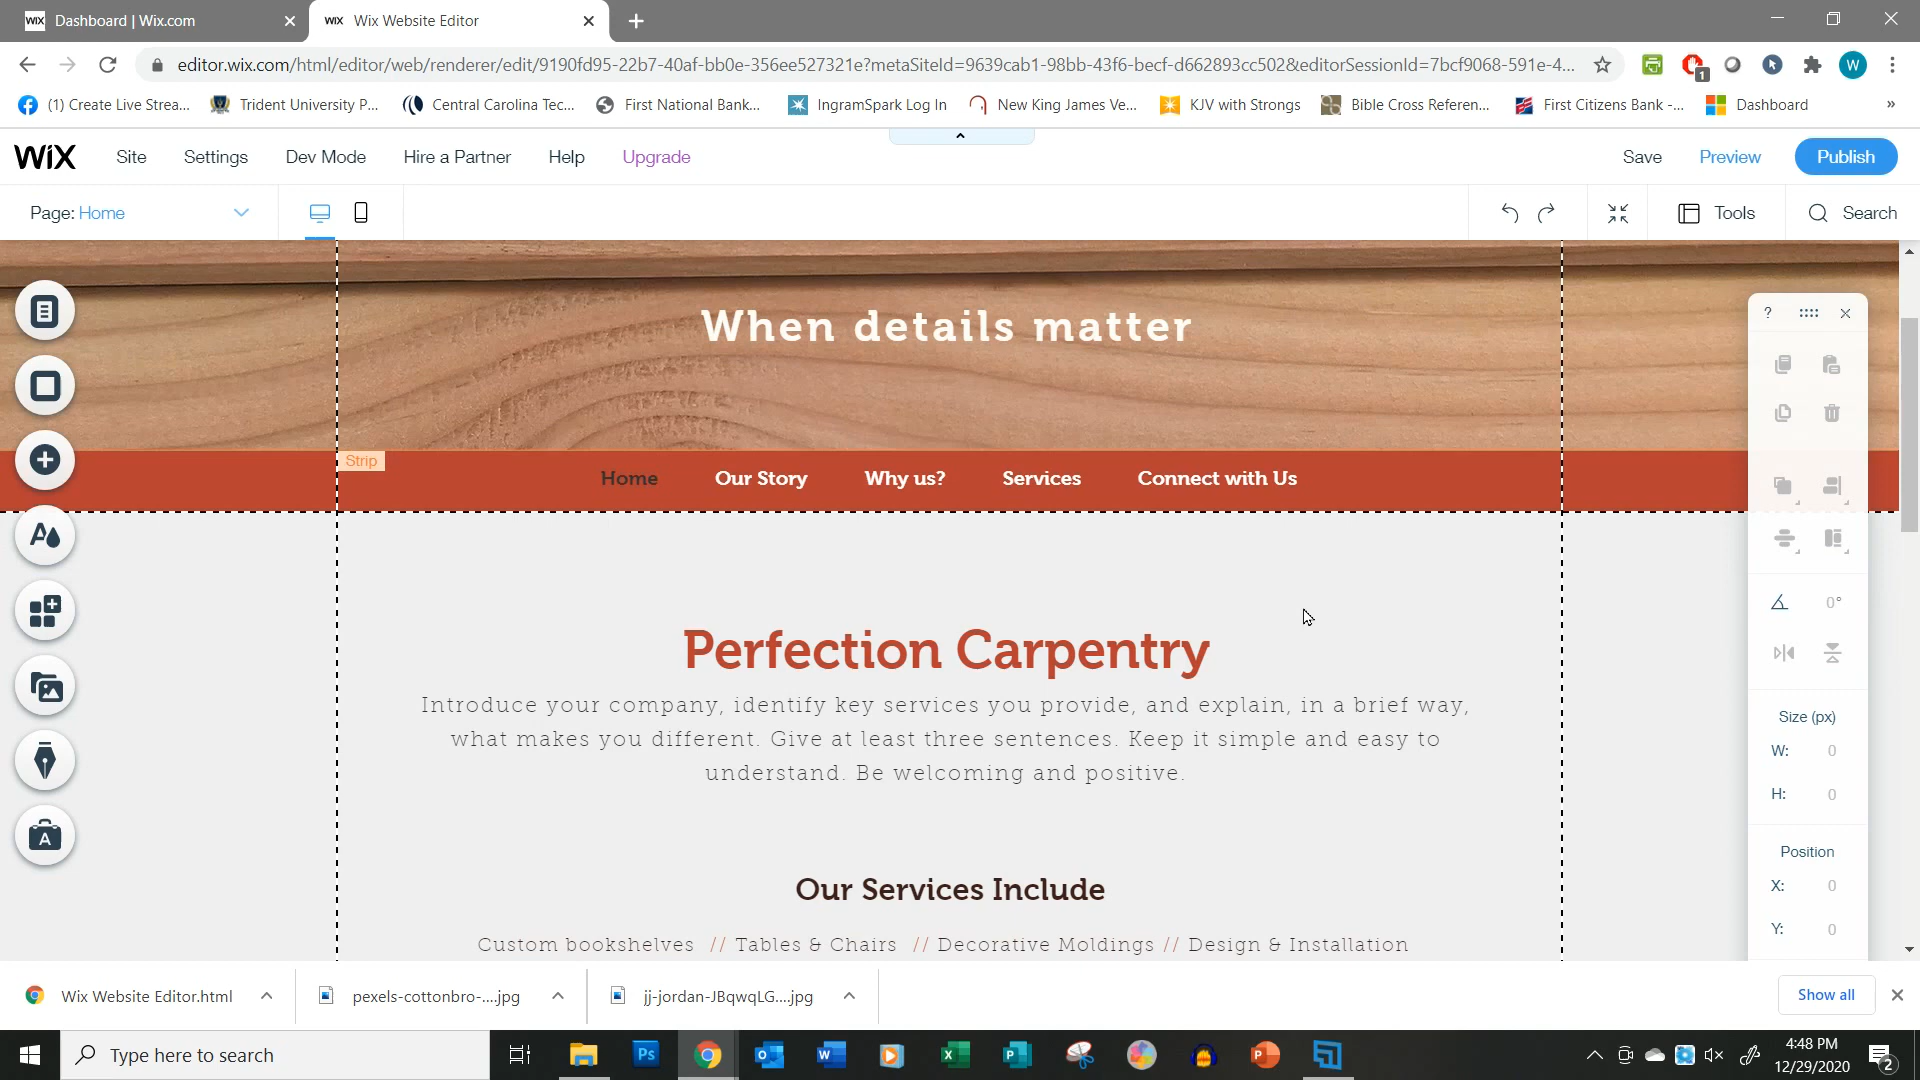 WiX Dashboard | Wix.com
WiX Wix Website Editor
editor.wix.com/html/editor/web/renderer/edit/9190fd95-22b7-40af-bb0e-356ee527321e?metaSiteId=9639cab1-98bb-43f6-becf-d662893cc502&editorSessionId=7bcf9068-591e-4...
1
W
(1) Create Live Strea...
Trident University P...
Central Carolina Tec...
First National Bank...
IngramSpark Log In
New King James Ve...
KJV with Strongs
Bible Cross Referen...
First Citizens Bank -...
Dashboard
»
WiX Site Settings Dev Mode Hire a Partner Help Upgrade Save Preview Publish
Page: Home Tools Search
When details matter
Strip
Home Our Story Why us? Services Connect with Us
Perfection Carpentry
Introduce your company, identify key services you provide, and explain, in a brief way,
what makes you different. Give at least three sentences. Keep it simple and easy to
understand. Be welcoming and positive.
Our Services Include
Custom bookshelves // Tables & Chairs // Decorative Moldings // Design & Installation
?
0°
Size (px)
W: 0
H: 0
Position
X: 0
Y: 0
Wix Website Editor.html
pexels-cottonbro-....jpg
jj-jordan-JBqwqLG....jpg
Show all
Type here to search
4:48 PM
12/29/2020
2